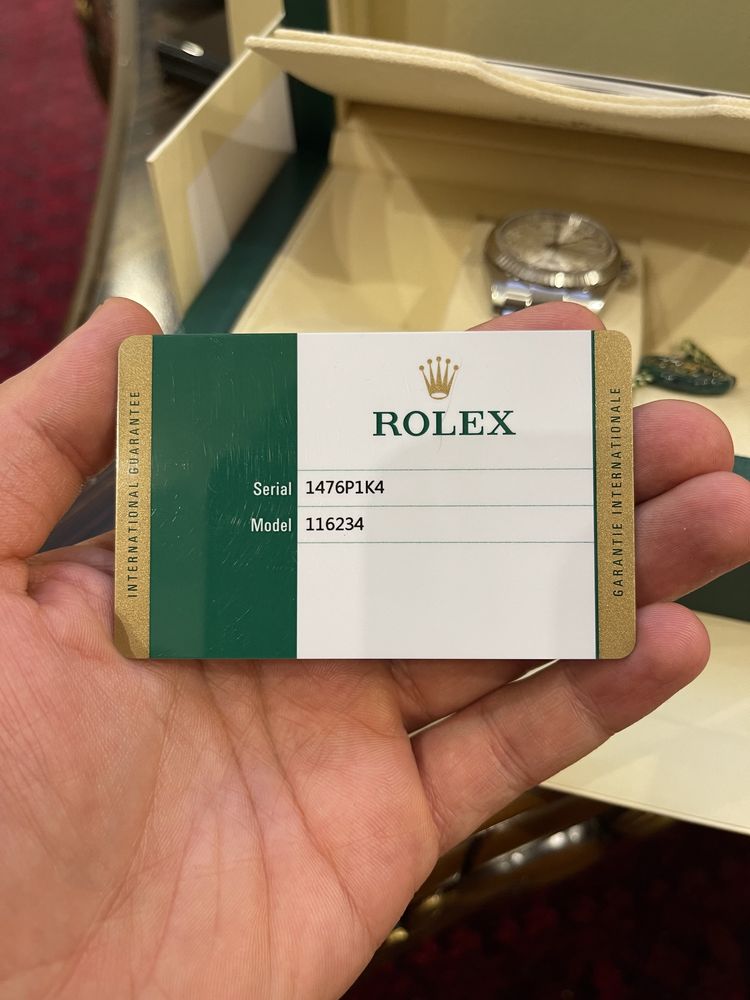 INTERNATIONAL GUARANTEE
ROLEX
Serial 1476P1K4
Model 116234
GARANTIE INTERNATIONALE